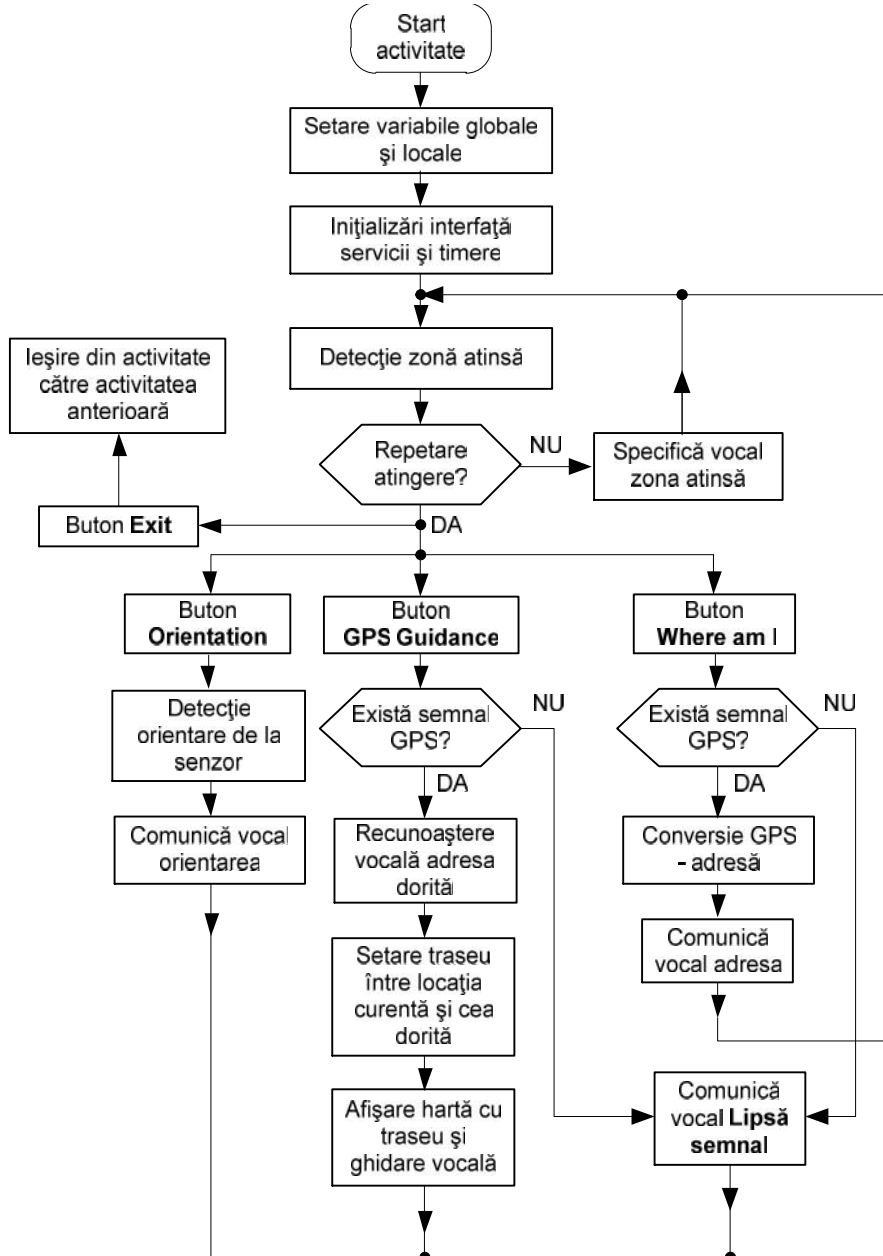 Start
activitate
Setare variabile globale
şi locale
Iniţializări interfaţă
servicii şi timere
Detecţie zonă atinsă
Ieşire din activitate
către activitatea
anterioară
Repetare
atingere?
NU
Specifică vocal
zona atinsă
Buton Exit
DA
Buton
Orientation
Buton
GPS Guidance
Buton
Where am I
Detecţie
orientare de la
senzor
Există semnal
GPS?
NU
Există semnal
GPS?
NU
DA
DA
Comunică vocal
orientarea
Recunoaştere
vocală adresa
dorită
Conversie GPS
- adresă
Setare traseu
între locaţia
curentă şi cea
dorită
Comunică
vocal adresa
Afişare hartă cu
traseu şi
ghidare vocală
Comunică
vocal Lipsă
semnal